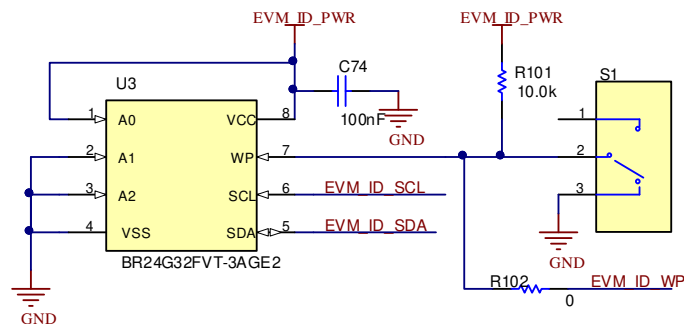 EVM_ID_PWR
EVM_ID_PWR
U3
C74
100nF
GND
R101
10.0k
S1
1
2
3
GND
1 A0 VCC 8
2 A1 WP 7
3 A2 SCL 6 EVM_ID_SCL
4 VSS SDA 5 EVM_ID_SDA
BR24G32FVT-3AGE2
GND
R102
0
EVM_ID_WP